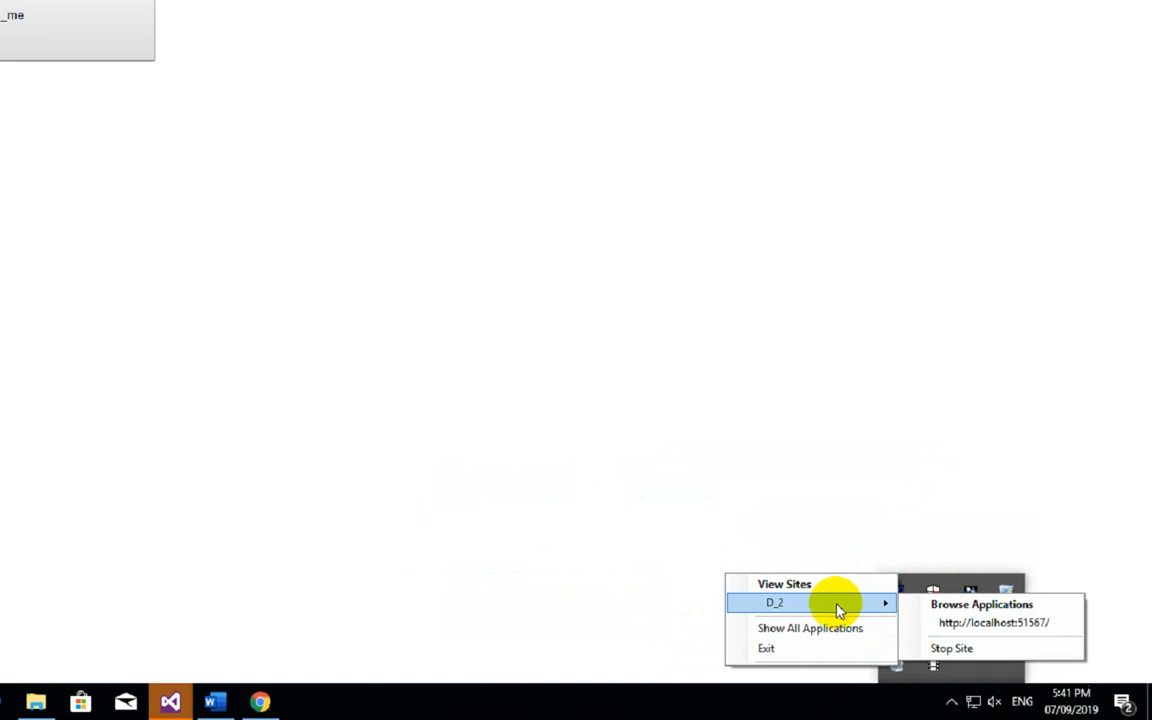 _me
View Sites
D_2
Show All Applications
Exit
Browse Applications
http://localhost:51567/
Stop Site
ENG
5:41 PM
07/09/2019
2